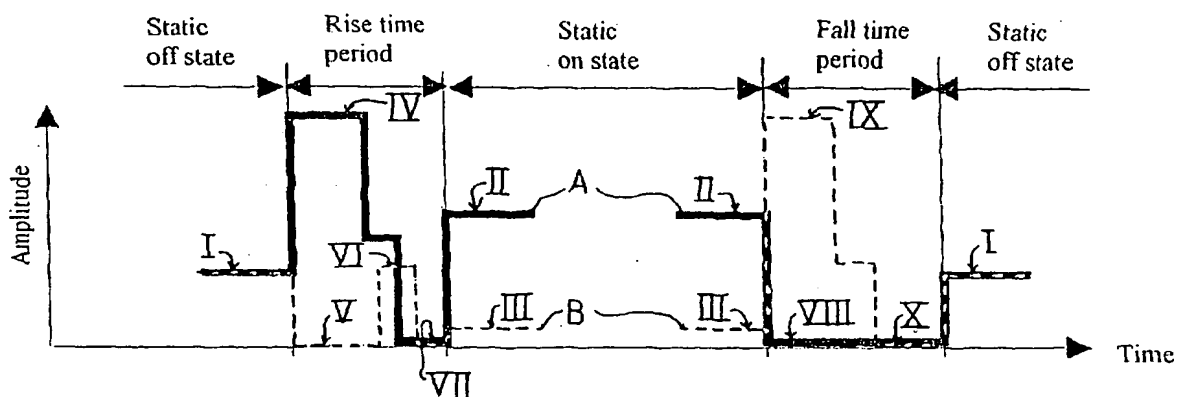 Static
off state
Rise time
period
Static
on state
Fall time
period
Static
off state
Amplitude
I
IV
V
VI
VII
II
A
II
III
B
III
IX
VIII
X
I
Time